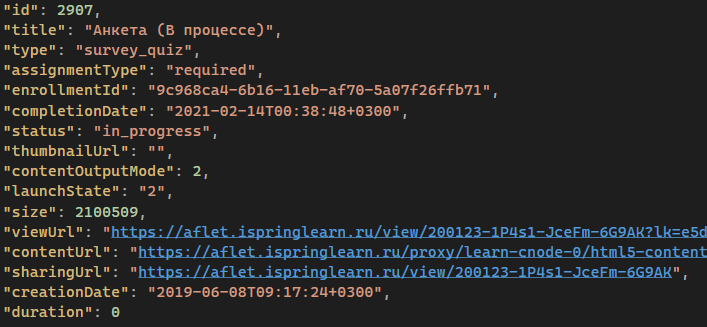 "id": 2907,
"title": "Анкета (В процессе)",
"type": "survey_quiz",
"assignmentType": "required",
"enrollmentId": "9c968ca4-6b16-11eb-af70-5a07f26ffb71",
"completionDate": "2021-02-14T00:38:48+0300",
"status": "in_progress",
"thumbnailUrl": "",
"contentOutputMode": 2,
"launchState": "2",
"size": 2100509,
"viewUrl": "https://aflet.ispringlearn.ru/view/200123-1P4s1-JceFm-6G9AK?lk=e5d
"contentUrl": "https://aflet.ispringlearn.ru/proxy/learn-cnode-0/html5-content
"sharingUrl": "https://aflet.ispringlearn.ru/view/200123-1P4s1-JceFm-6G9AK",
"creationDate": "2019-06-08T09:17:24+0300",
"duration": 0